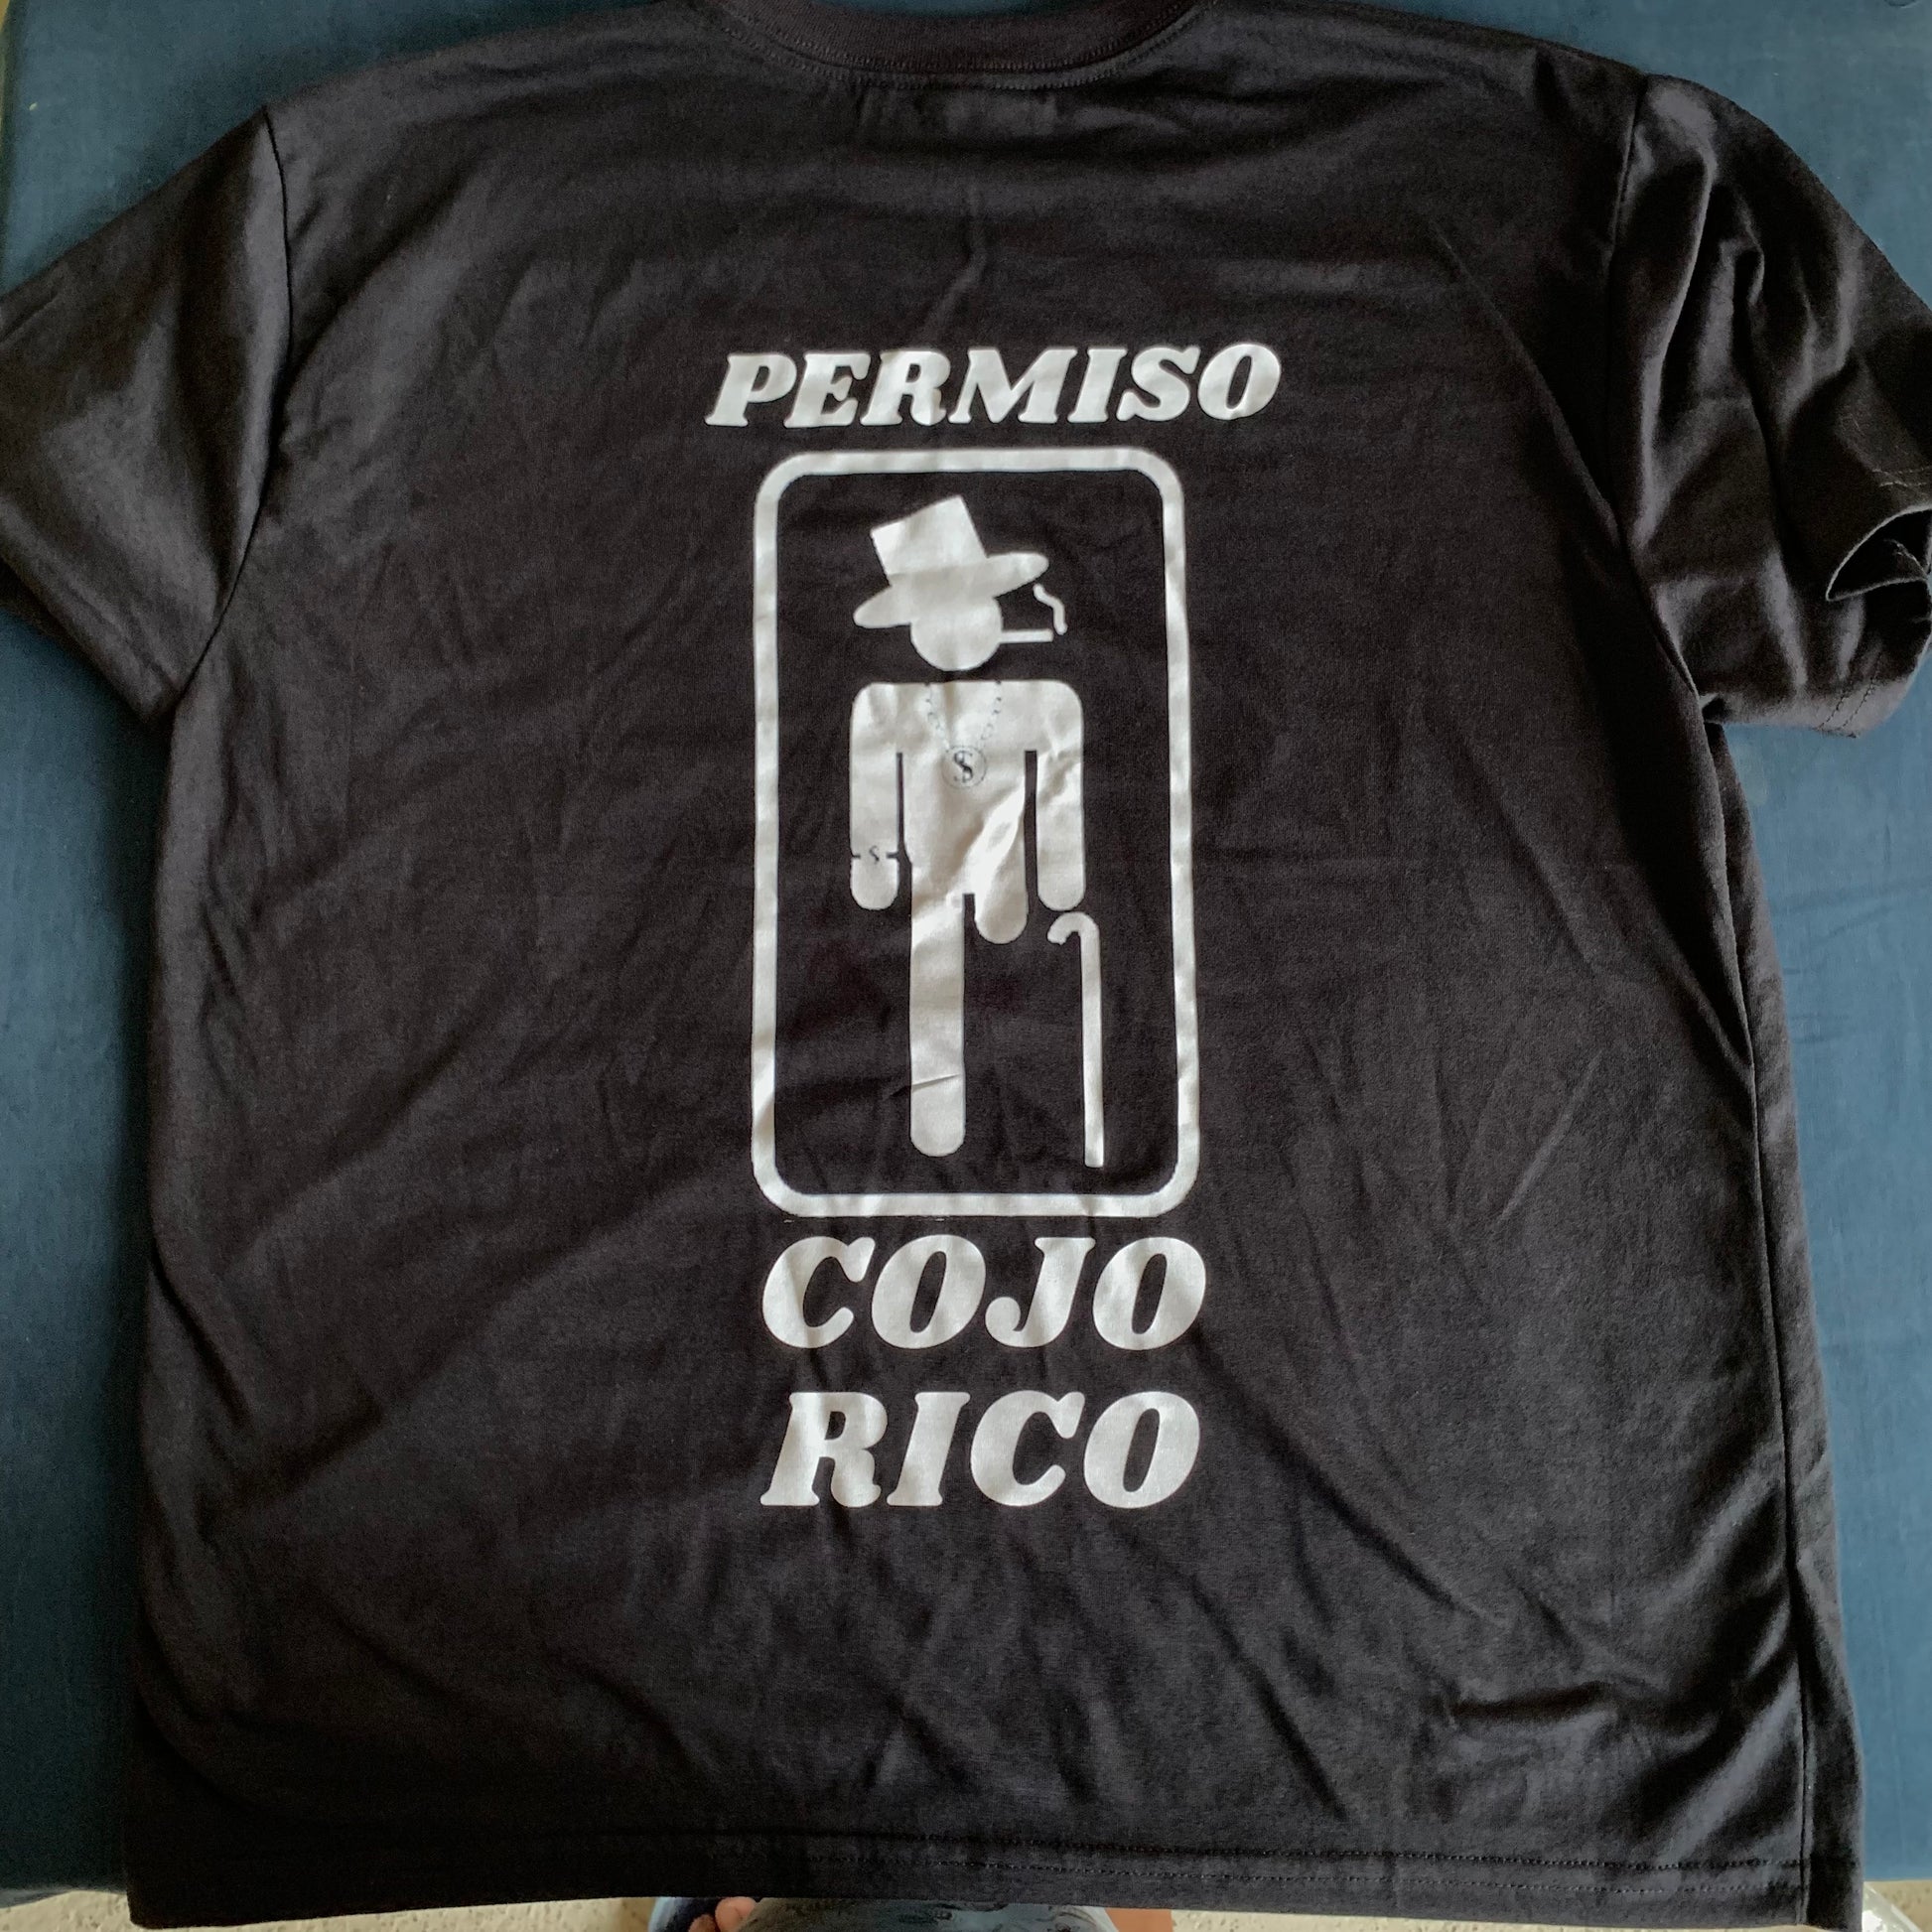 PERMISO
$
$
COJO
RICO